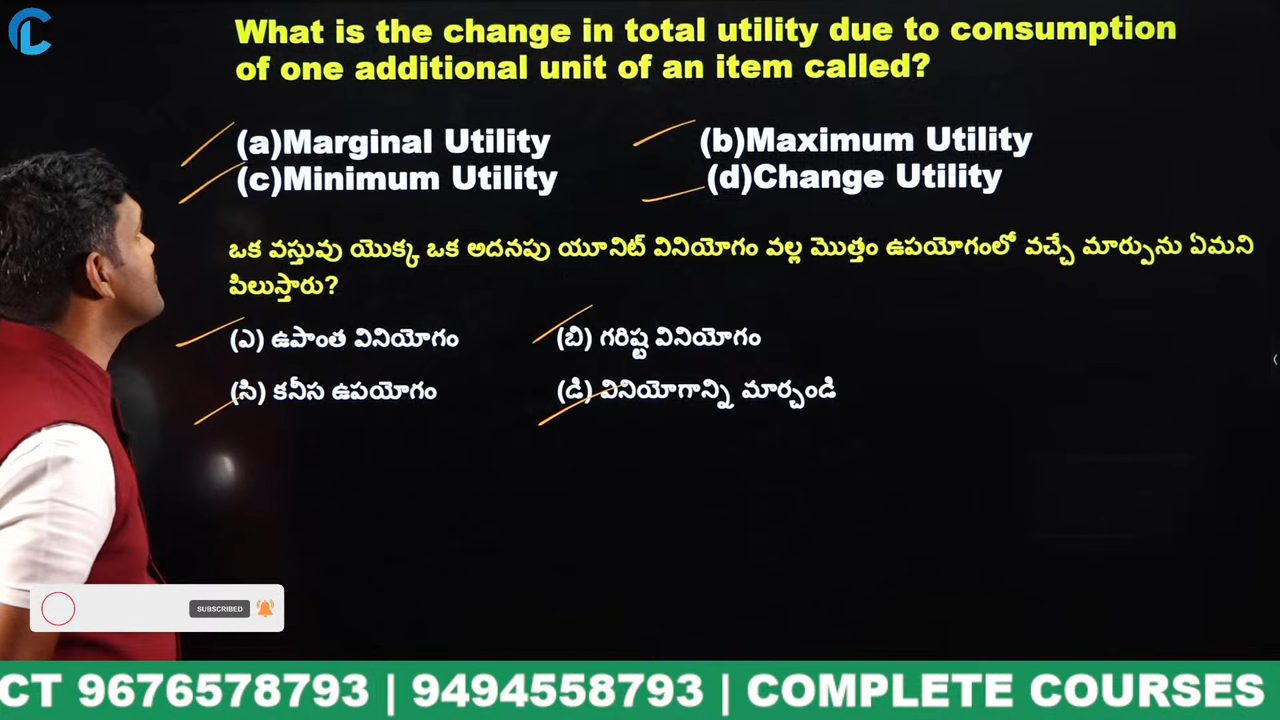 What is the change in total utility due to consumption
of one additional unit of an item called?
(a)Marginal Utility (b)Maximum Utility
(c)Minimum Utility (d)Change Utility
ఒక వస్తువు యొక్క ఒక అదనపు యూనిట్ వినియోగం వల్ల మొత్తం ఉపయోగంలో వచ్చే మార్పును ఏమని
పిలుస్తారు?
(ఎ) ఉపాంత వినియోగం (బి) గరిష్ట వినియోగం
(సి) కనీస ఉపయోగం (డి) వినియోగాన్ని మార్చండి
SUBSCRIBED
CT 9676578793 | 9494558793 | COMPLETE COURSES